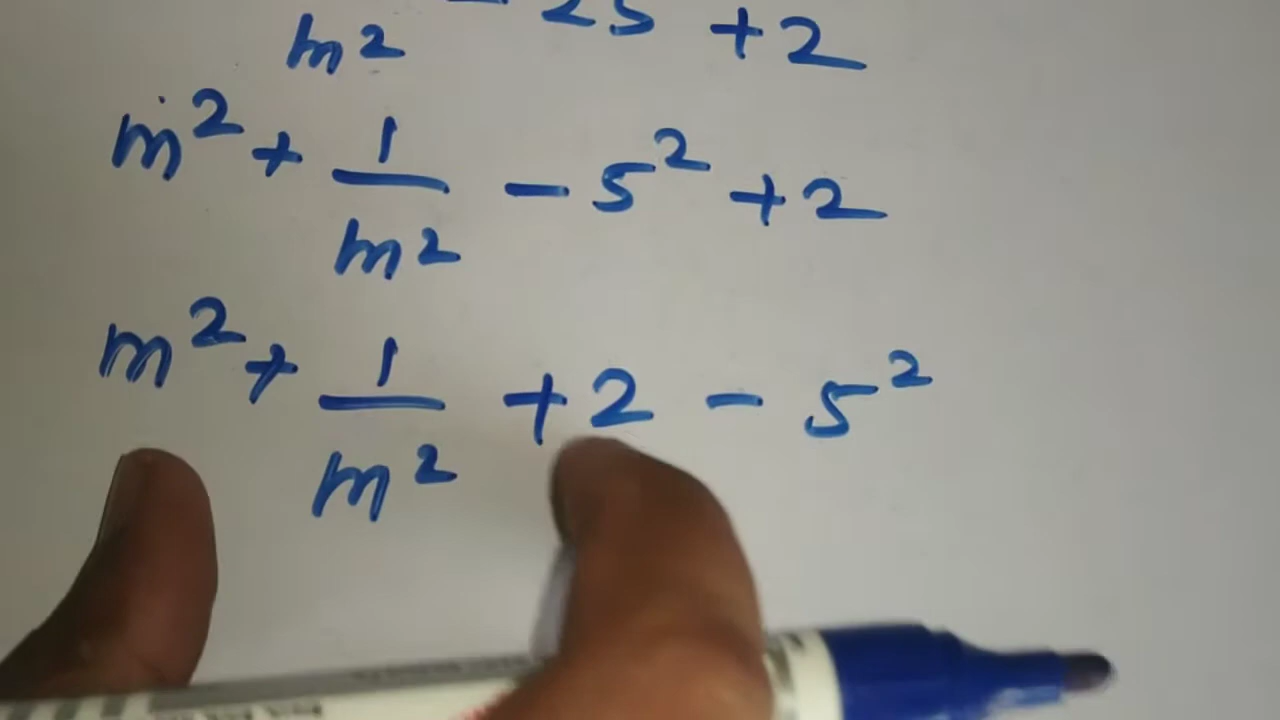 m² - 25 + 2
m² + 1/m² - 5² + 2
m² + 1/m² + 2 - 5²